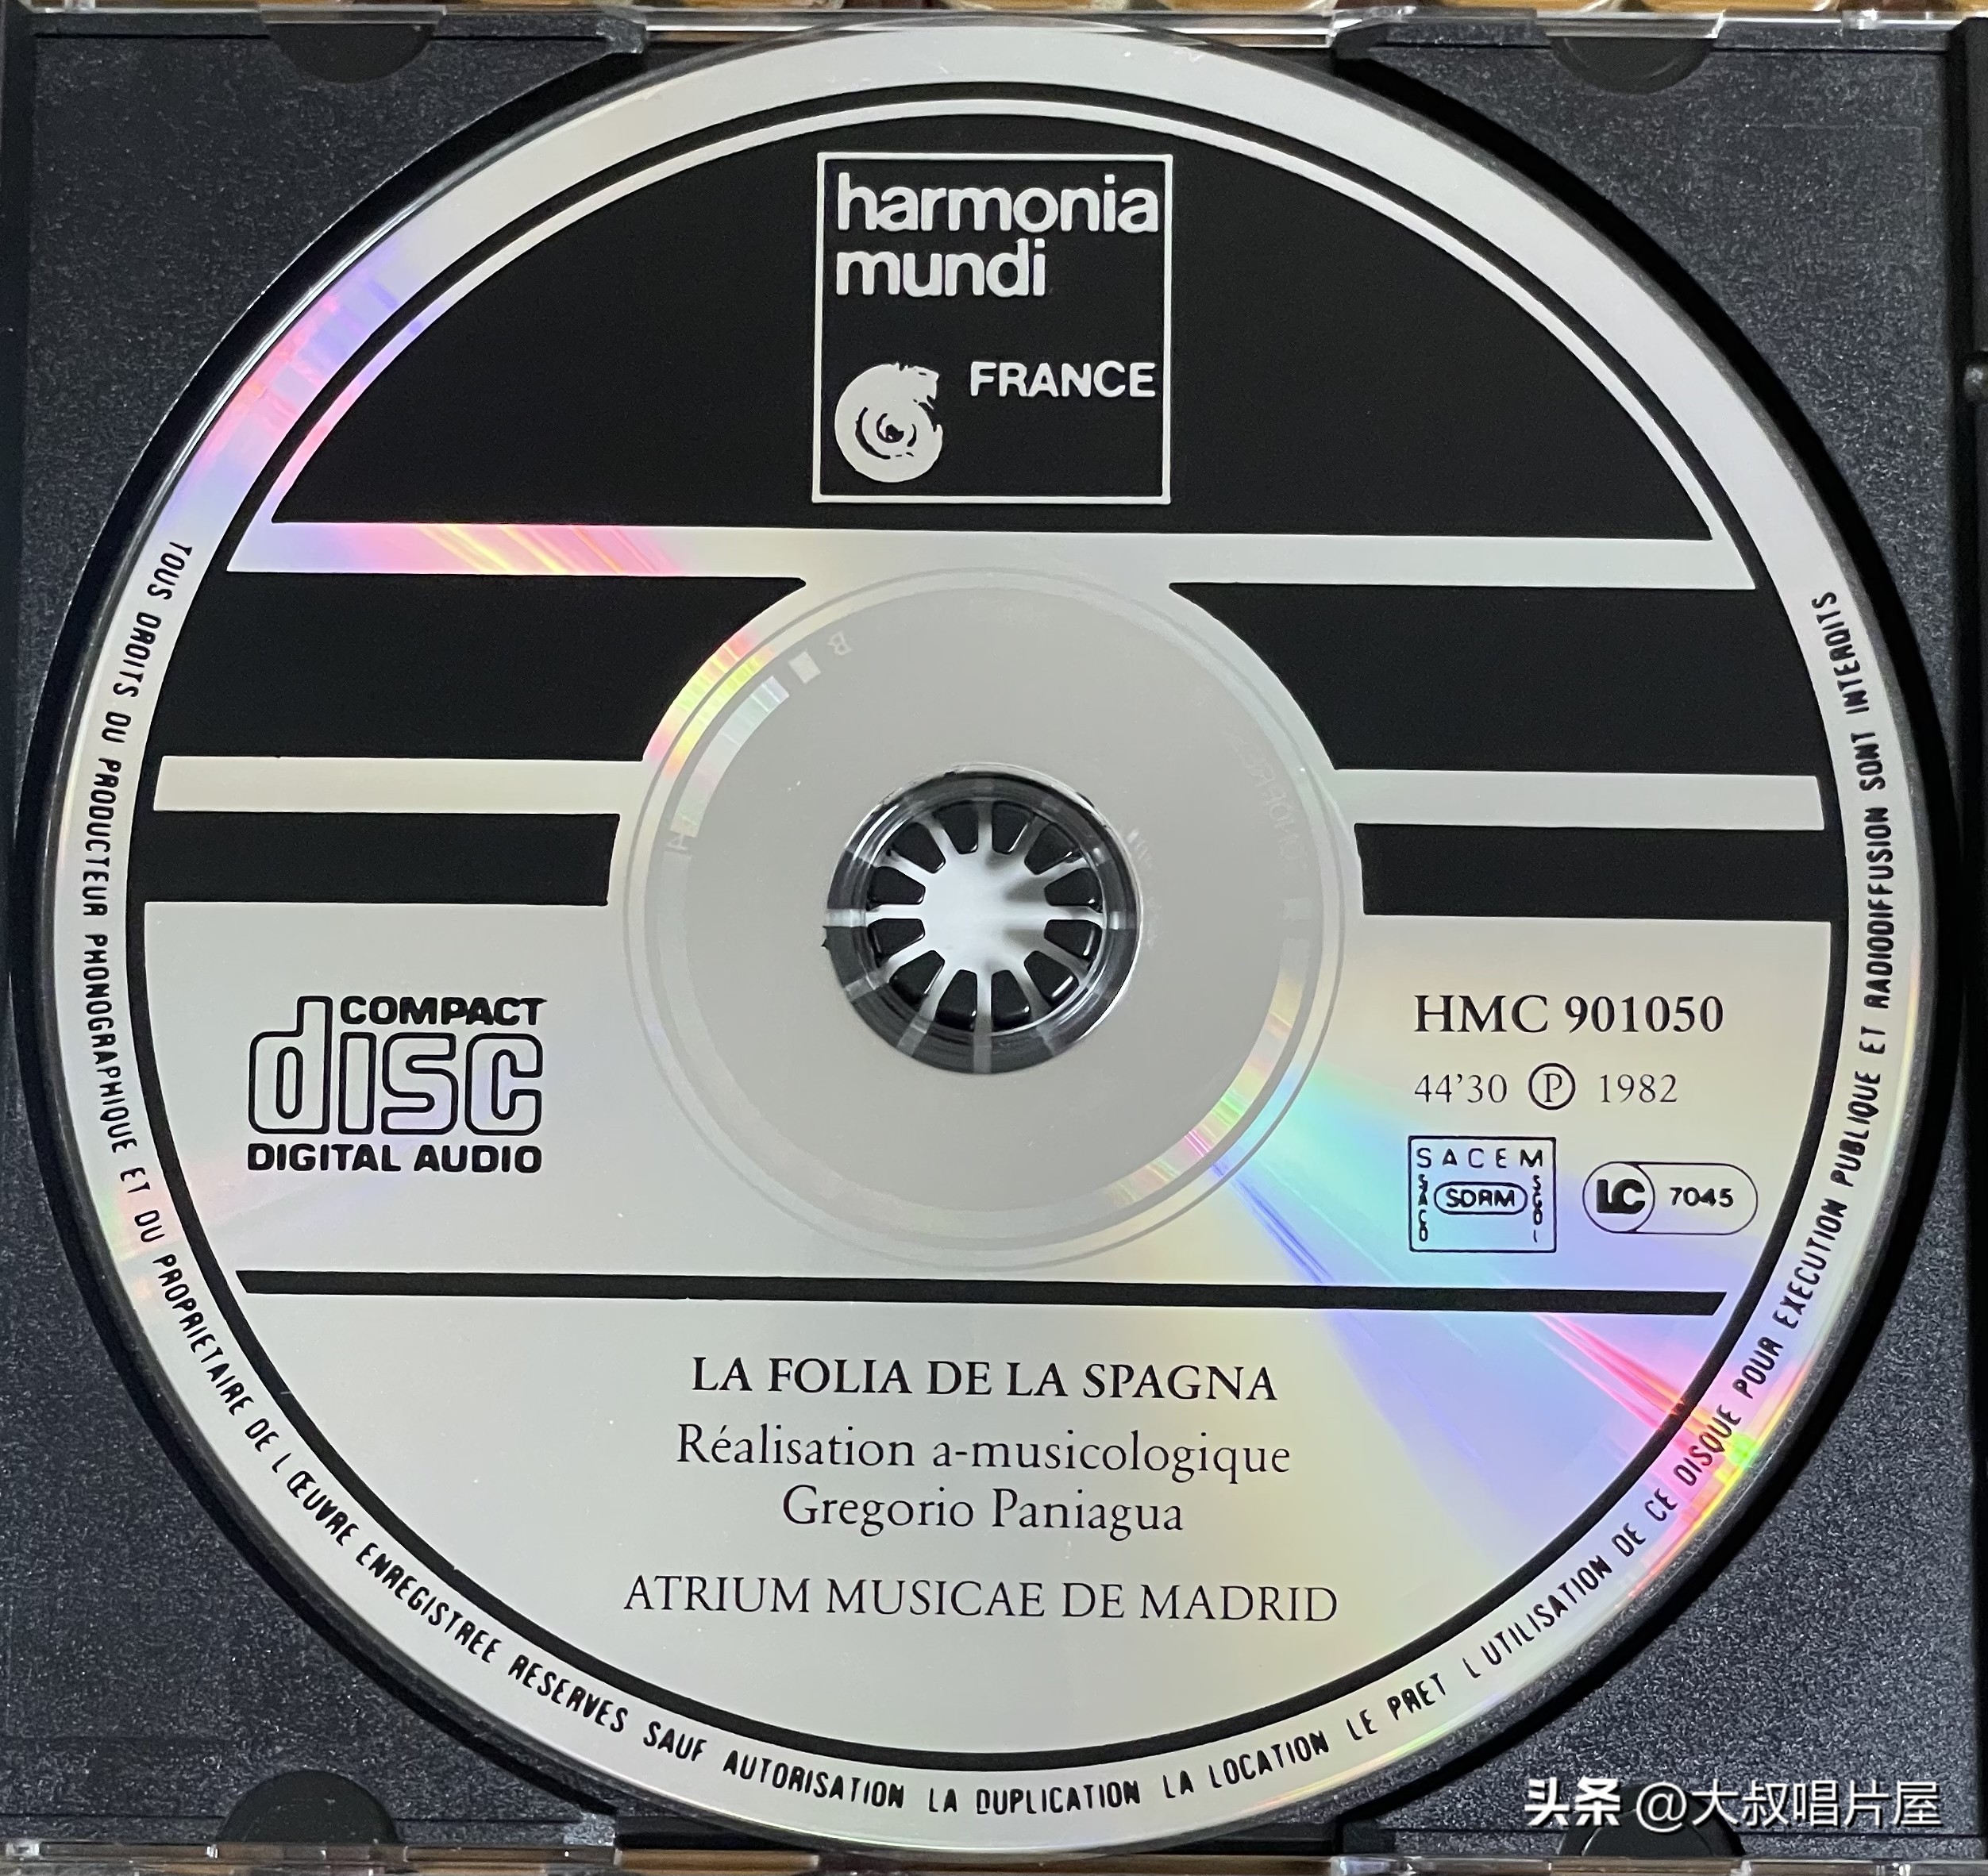 harmonia
mundi
FRANCE
COMPACT
disc
DIGITAL AUDIO
HMC 901050
44'30 Ⓟ 1982
SACEM
SACD
SDRM
SGDL
LC 7045
LA FOLIA DE LA SPAGNA
Réalisation a-musicologique
Gregorio Paniagua
ATRIUM MUSICAE DE MADRID
TOUS DROITS DU PRODUCTEUR PHONOGRAPHIQUE ET DU PROPRIETAIRE DE L ŒUVRE ENREGISTREE RESERVES SAUF AUTORISATION LA DUPLICATION LA LOCATION LE PRET L UTILISATION DE CE DISQUE POUR EXECUTION PUBLIQUE ET RADIODIFFUSION SONT INTERDITS
头条 @大叔唱片屋